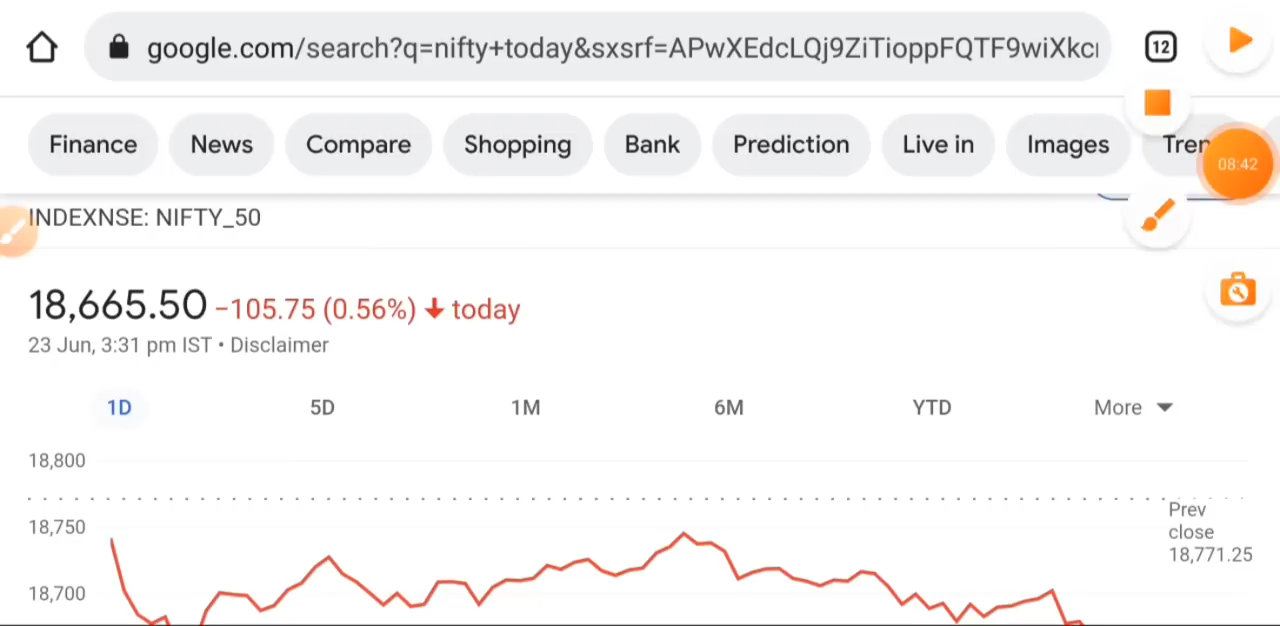 google.com/search?q=nifty+today&sxsrf=APwXEdcLQj9ZiTioppFQTF9wiXkc
12
Finance News Compare Shopping Bank Prediction Live in Images Tren
08:42
INDEXNSE: NIFTY_50
18,665.50 −105.75 (0.56%) ↓ today
23 Jun, 3:31 pm IST • Disclaimer
1D 5D 1M 6M YTD More
18,800
Prev
close
18,771.25
18,750
18,700